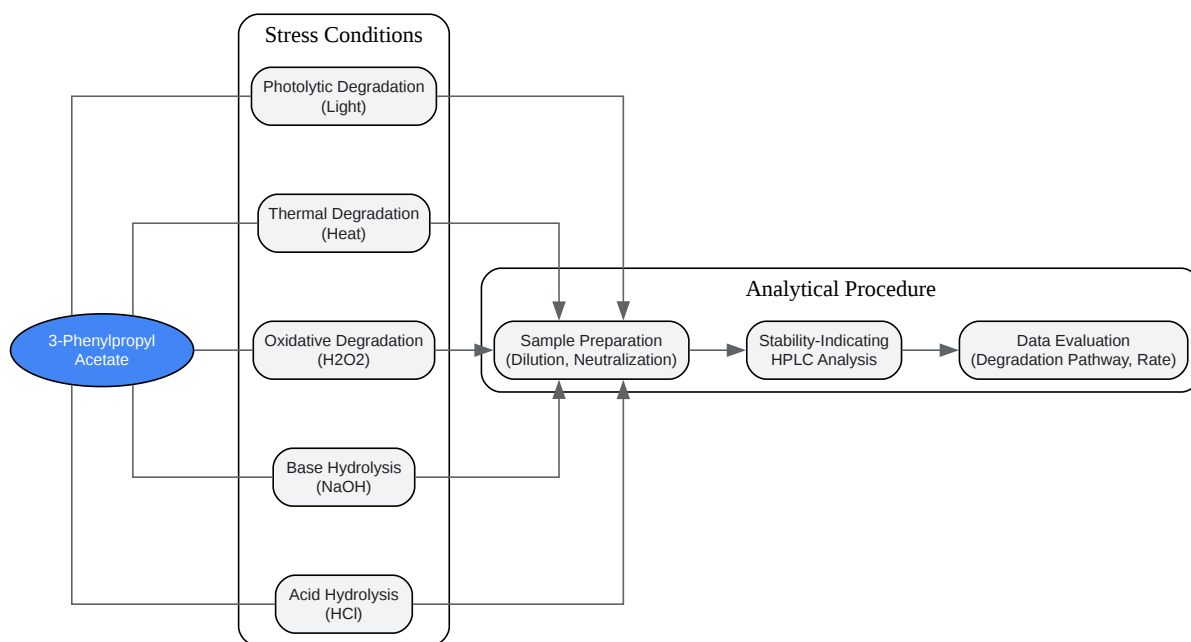 Stress Conditions
Photolytic Degradation
(Light)
Thermal Degradation
(Heat)
3-Phenylpropyl
Acetate
Oxidative Degradation
(H2O2)
Base Hydrolysis
(NaOH)
Acid Hydrolysis
(HCl)
Analytical Procedure
Sample Preparation
(Dilution, Neutralization)
Stability-Indicating
HPLC Analysis
Data Evaluation
(Degradation Pathway, Rate)